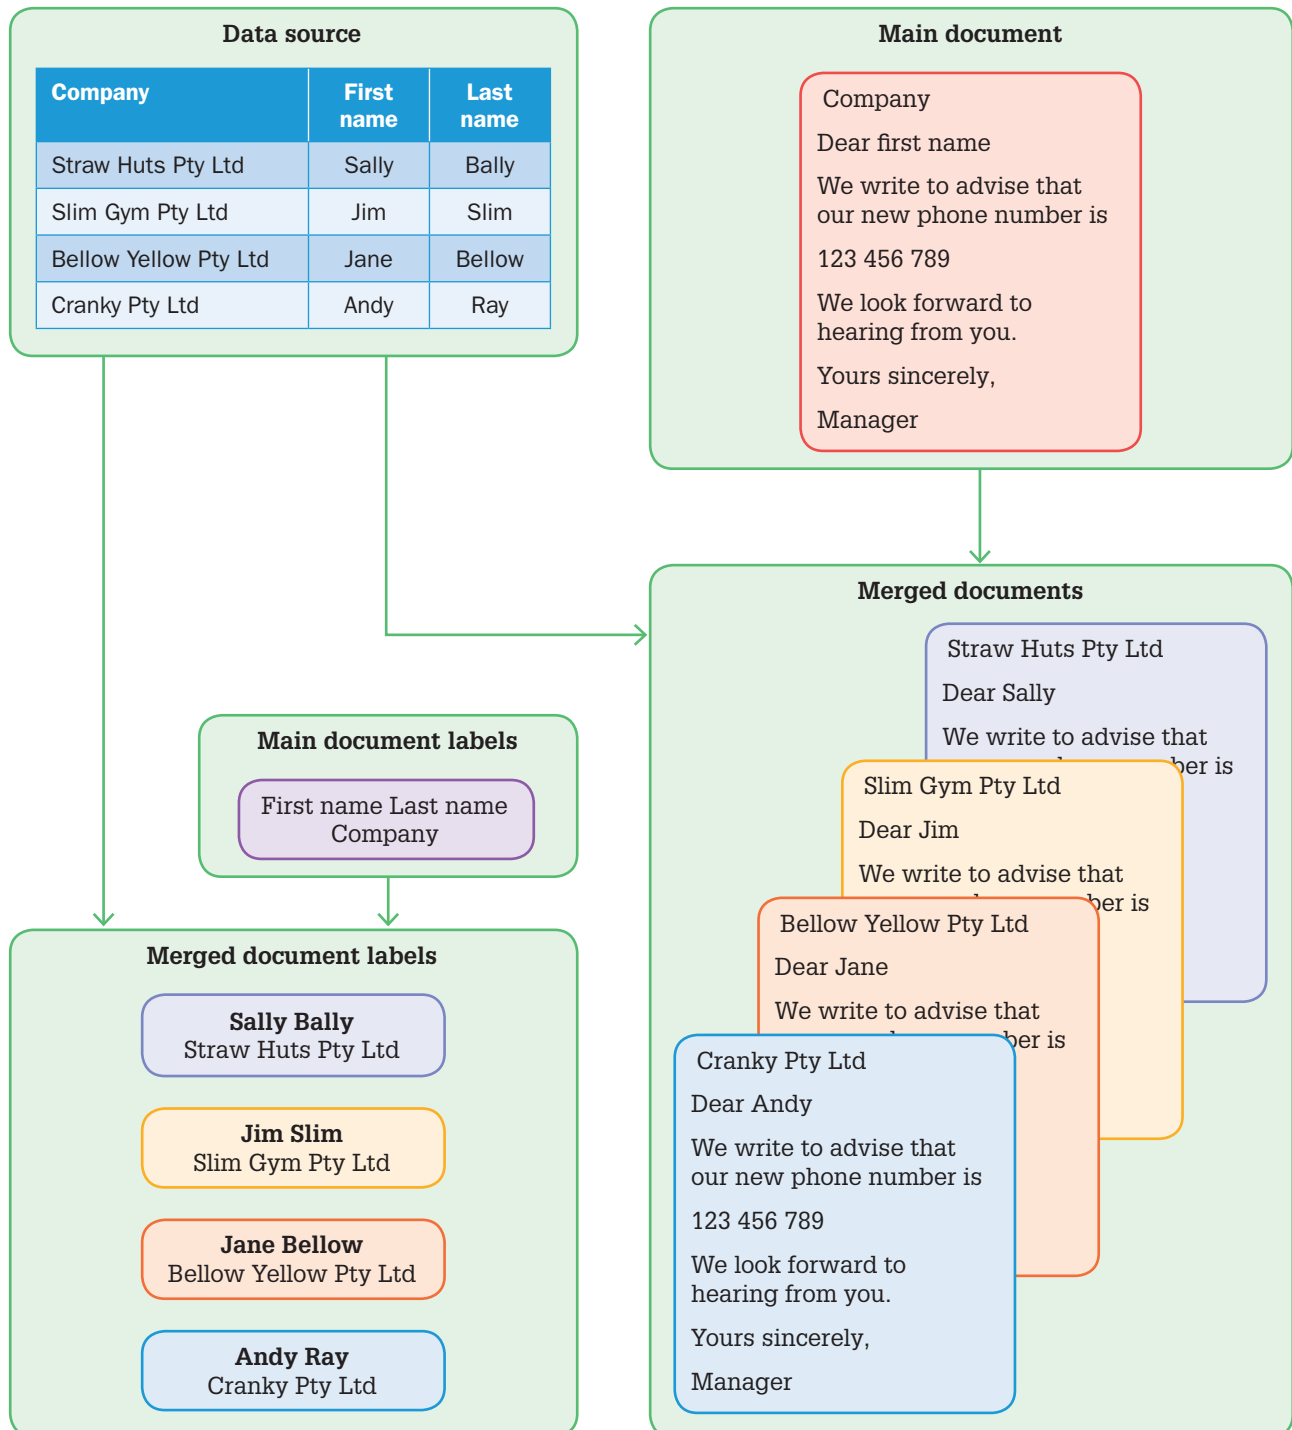 Data source
Company First name Last name
Straw Huts Pty Ltd Sally Bally
Slim Gym Pty Ltd Jim Slim
Bellow Yellow Pty Ltd Jane Bellow
Cranky Pty Ltd Andy Ray
Main document
Company
Dear first name
We write to advise that
our new phone number is
123 456 789
We look forward to
hearing from you.
Yours sincerely,
Manager
Main document labels
First name Last name
Company
Merged document labels
Sally Bally
Straw Huts Pty Ltd
Jim Slim
Slim Gym Pty Ltd
Jane Bellow
Bellow Yellow Pty Ltd
Andy Ray
Cranky Pty Ltd
Merged documents
Straw Huts Pty Ltd
Dear Sally
We write to advise that
is
Slim Gym Pty Ltd
Dear Jim
We write to advise that
is
Bellow Yellow Pty Ltd
Dear Jane
We write to advise that
is
Cranky Pty Ltd
Dear Andy
We write to advise that
our new phone number is
123 456 789
We look forward to
hearing from you.
Yours sincerely,
Manager